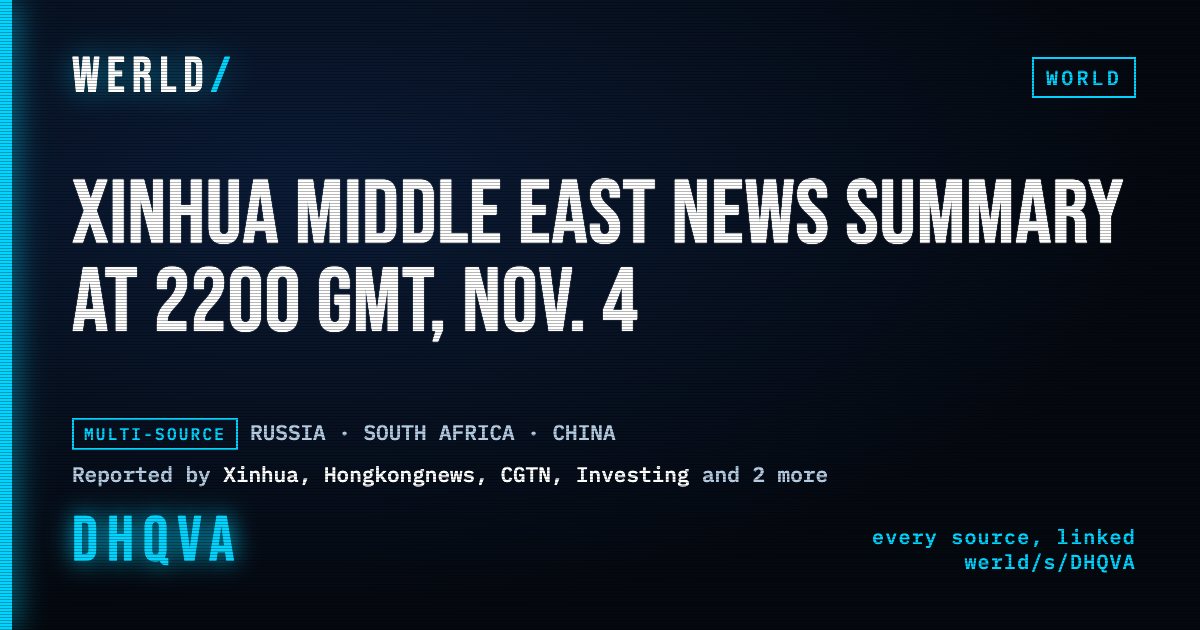 WERLD/
WORLD
XINHUA MIDDLE EAST NEWS SUMMARY
AT 2200 GMT, NOV. 4
MULTI-SOURCE RUSSIA · SOUTH AFRICA · CHINA
Reported by Xinhua, Hongkongnews, CGTN, Investing and 2 more
DHQVA
every source, linked
werld/s/DHQVA